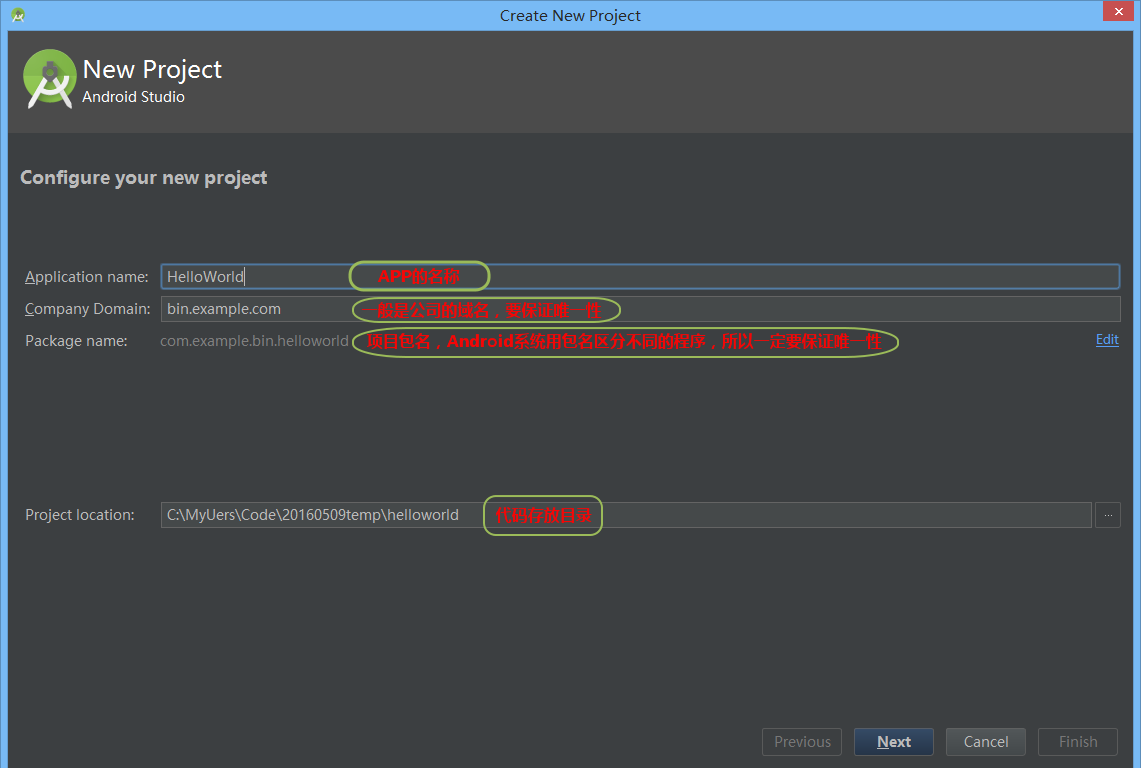 Create New Project
New Project
Android Studio
Configure your new project
Application name: HelloWorld APP的名称
Company Domain: bin.example.com 一般是公司的域名，要保证唯一性
Package name: com.example.bin.helloworld 项目包名，Android系统用包名区分不同的程序，所以一定要保证唯一性 Edit
Project location: C:\MyUers\Code\20160509temp\helloworld 代码存放目录 ...
Previous Next Cancel Finish